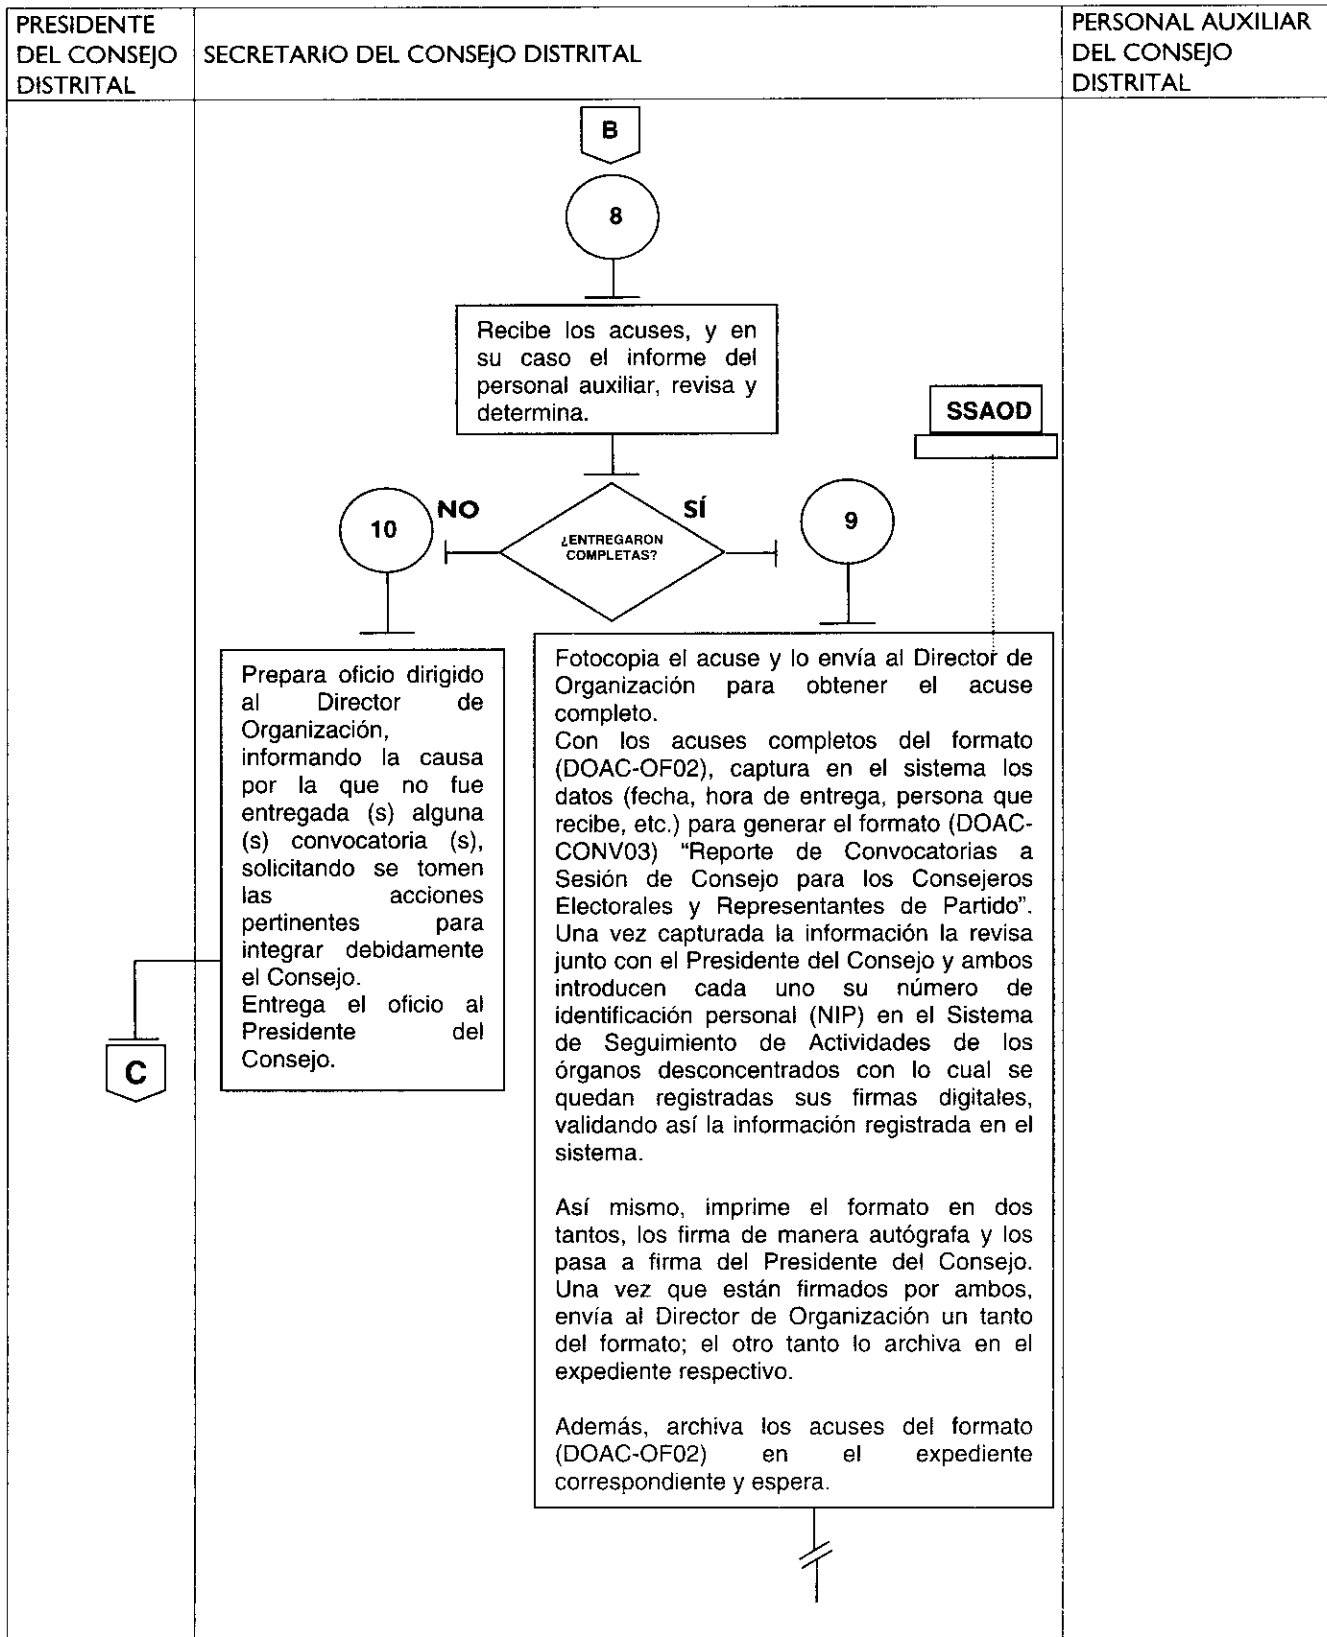 PRESIDENTE
DEL CONSEJO
DISTRITAL
SECRETARIO DEL CONSEJO DISTRITAL
PERSONAL AUXILIAR
DEL CONSEJO
DISTRITAL
B
8
Recibe los acuses, y en
su caso el informe del
personal auxiliar, revisa y
determina.
SSAOD
10
NO
¿ENTREGARON
COMPLETAS?
SÍ
9
Prepara oficio dirigido
al Director de
Organización,
informando la causa
por la que no fue
entregada (s) alguna
(s) convocatoria (s),
solicitando se tomen
las acciones
pertinentes para
integrar debidamente
el Consejo.
Entrega el oficio al
Presidente del
Consejo.
C
Fotocopia el acuse y lo envía al Director de
Organización para obtener el acuse
completo.
Con los acuses completos del formato
(DOAC-OF02), captura en el sistema los
datos (fecha, hora de entrega, persona que
recibe, etc.) para generar el formato (DOAC-
CONV03) “Reporte de Convocatorias a
Sesión de Consejo para los Consejeros
Electorales y Representantes de Partido”.
Una vez capturada la información la revisa
junto con el Presidente del Consejo y ambos
introducen cada uno su número de
identificación personal (NIP) en el Sistema
de Seguimiento de Actividades de los
órganos desconcentrados con lo cual se
quedan registradas sus firmas digitales,
validando así la información registrada en el
sistema.
Así mismo, imprime el formato en dos
tantos, los firma de manera autógrafa y los
pasa a firma del Presidente del Consejo.
Una vez que están firmados por ambos,
envía al Director de Organización un tanto
del formato; el otro tanto lo archiva en el
expediente respectivo.
Además, archiva los acuses del formato
(DOAC-OF02) en el expediente
correspondiente y espera.